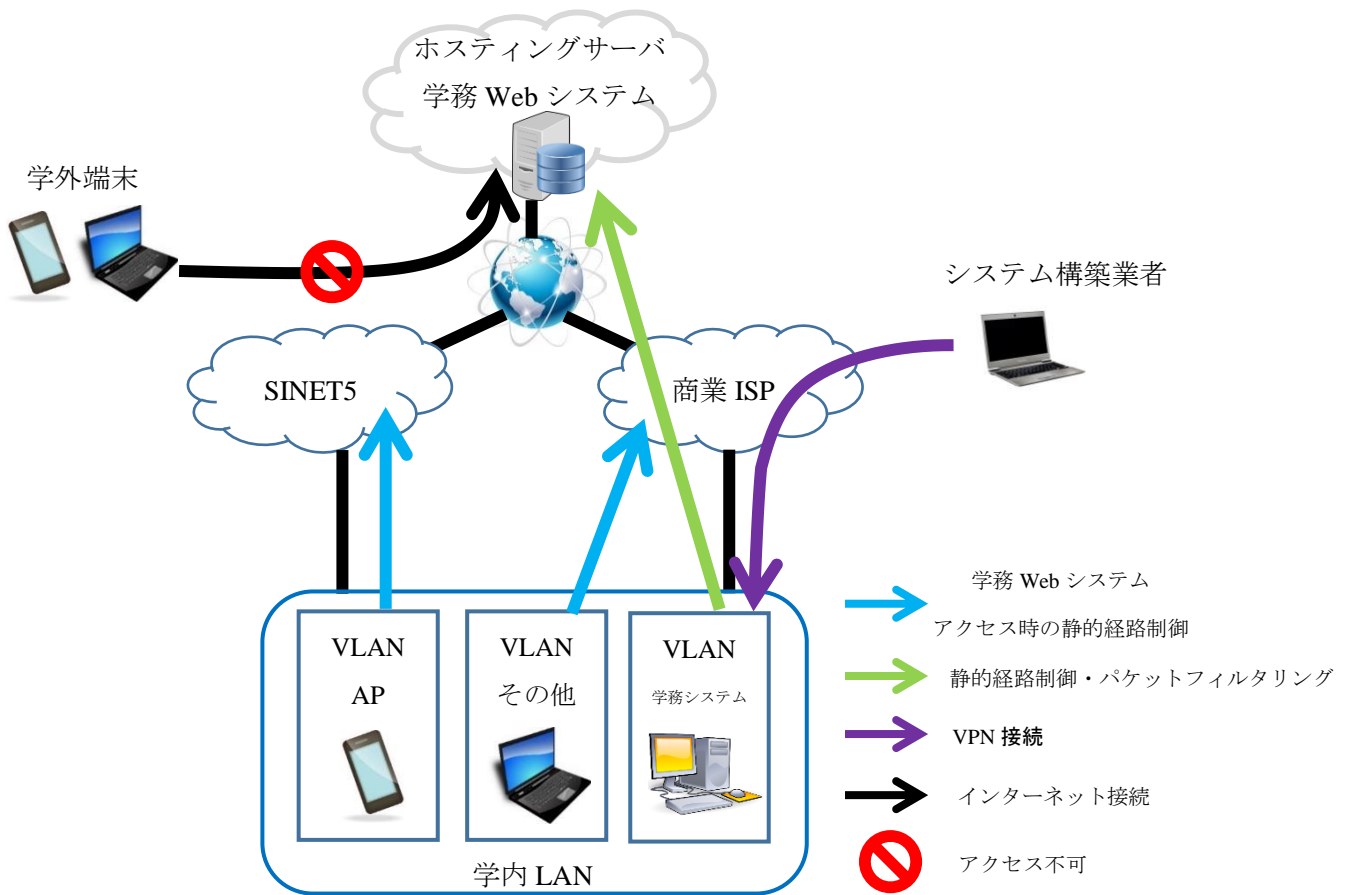 ホスティングサーバ
学務 Web システム
学外端末
システム構築業者
SINET5
商業 ISP
VLAN
AP
VLAN
その他
VLAN
学務システム
学内 LAN
学務 Web システム
アクセス時の静的経路制御
静的経路制御・パケットフィルタリング
VPN 接続
インターネット接続
アクセス不可